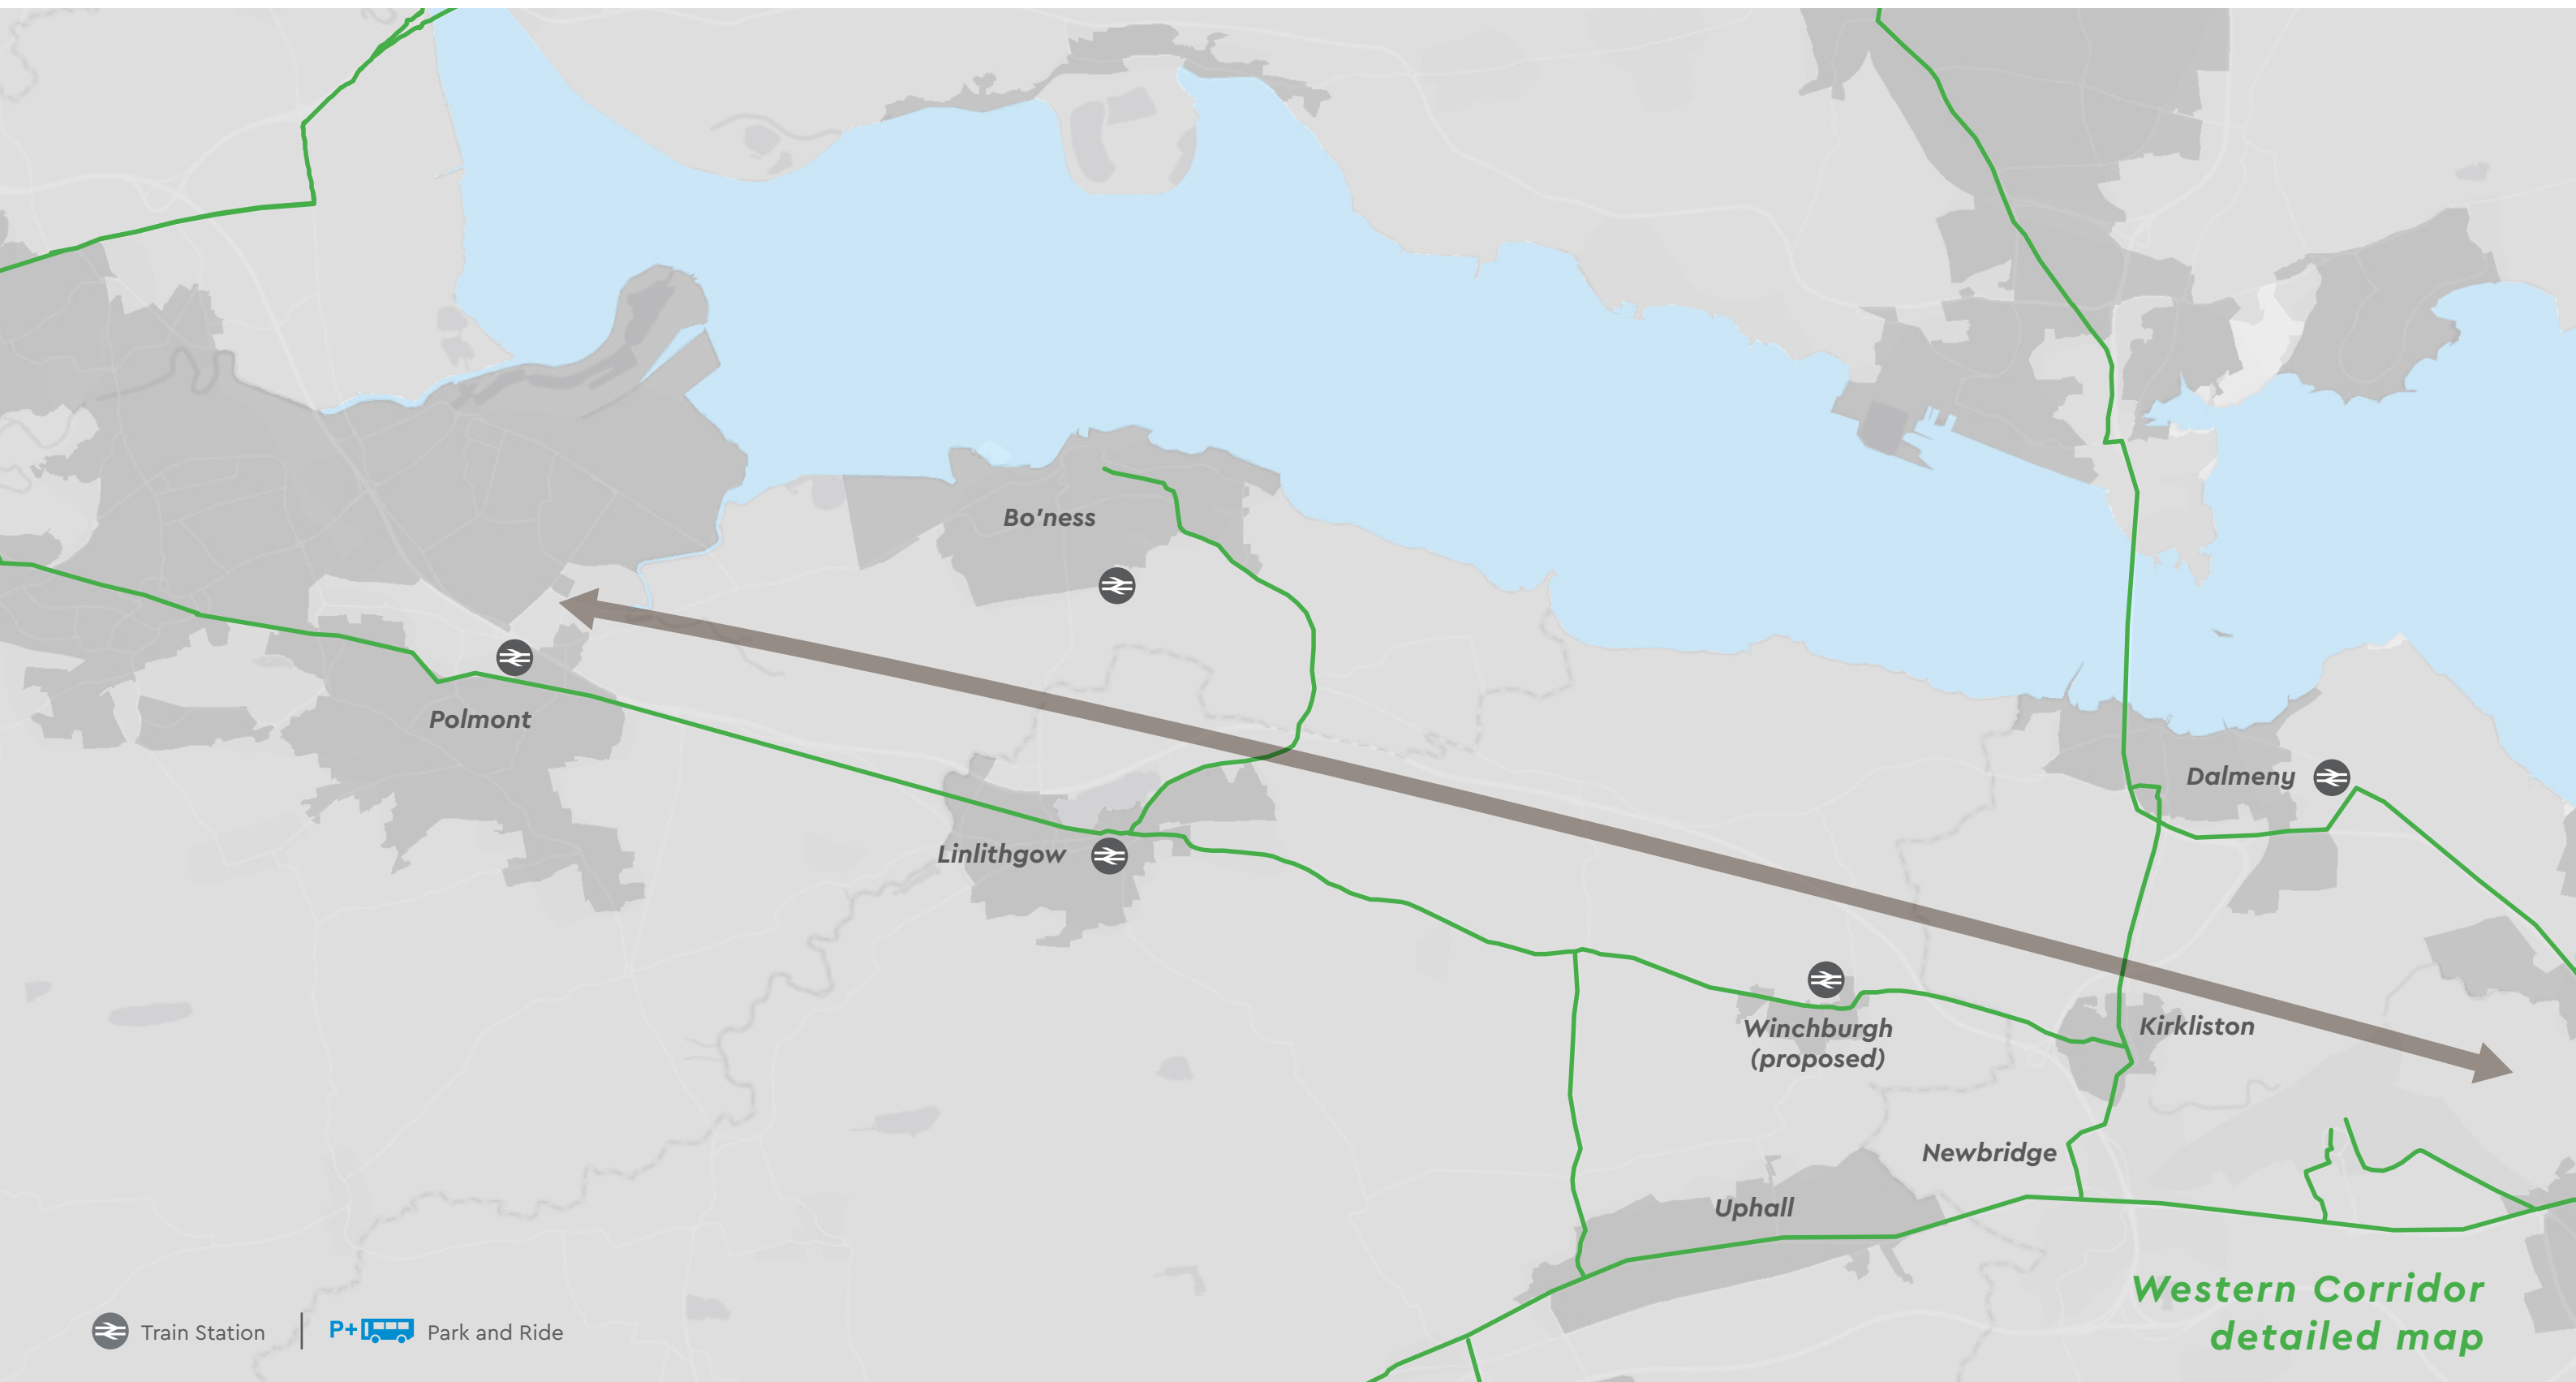 Bo'ness
Polmont
Dalmeny
Linlithgow
Winchburgh
(proposed)
Kirkliston
Newbridge
Uphall
Western Corridor
detailed map
Train Station
P+ Park and Ride